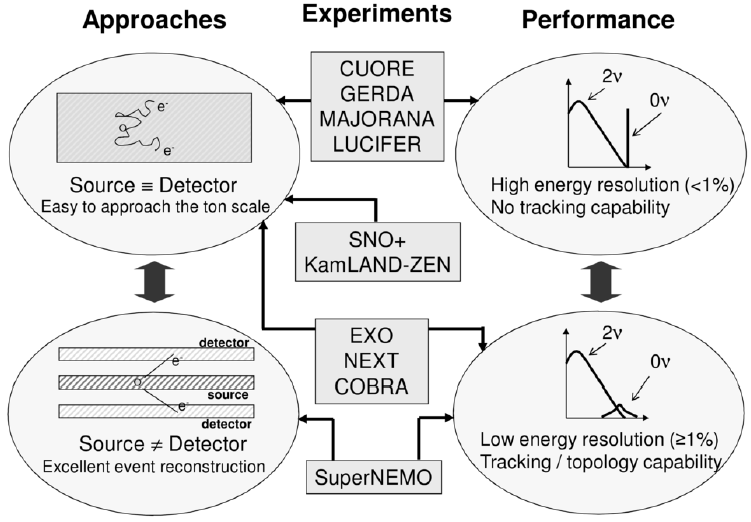 Approaches
Experiments
Performance
e-
e-
Source ≡ Detector
Easy to approach the ton scale
CUORE
GERDA
MAJORANA
LUCIFER
2ν
0ν
High energy resolution (<1%)
No tracking capability
SNO+
KamLAND-ZEN
detector
e-
source
e-
detector
Source ≠ Detector
Excellent event reconstruction
EXO
NEXT
COBRA
2ν
0ν
Low energy resolution (≥1%)
Tracking / topology capability
SuperNEMO